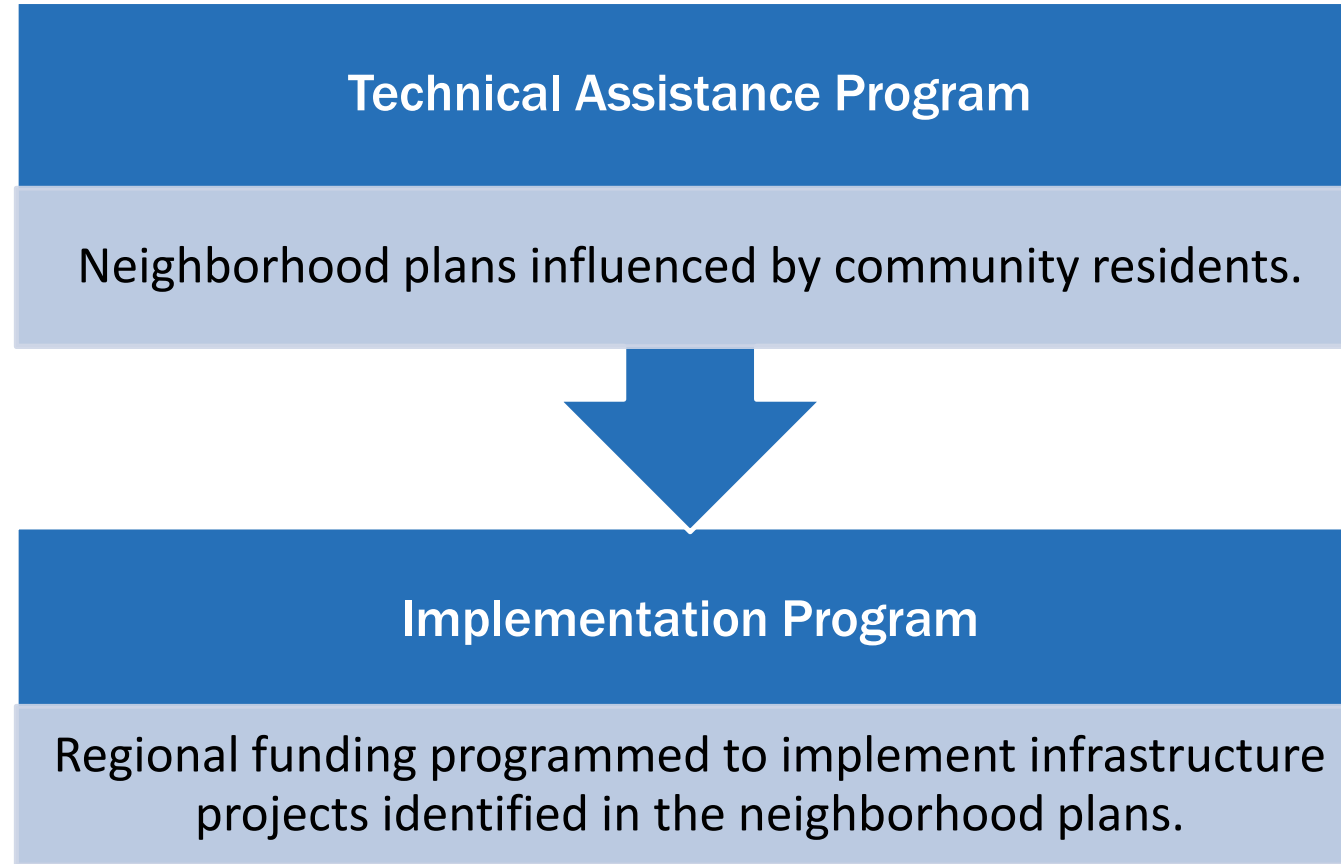 Technical Assistance Program
Neighborhood plans influenced by community residents.
Implementation Program
Regional funding programmed to implement infrastructure
projects identified in the neighborhood plans.